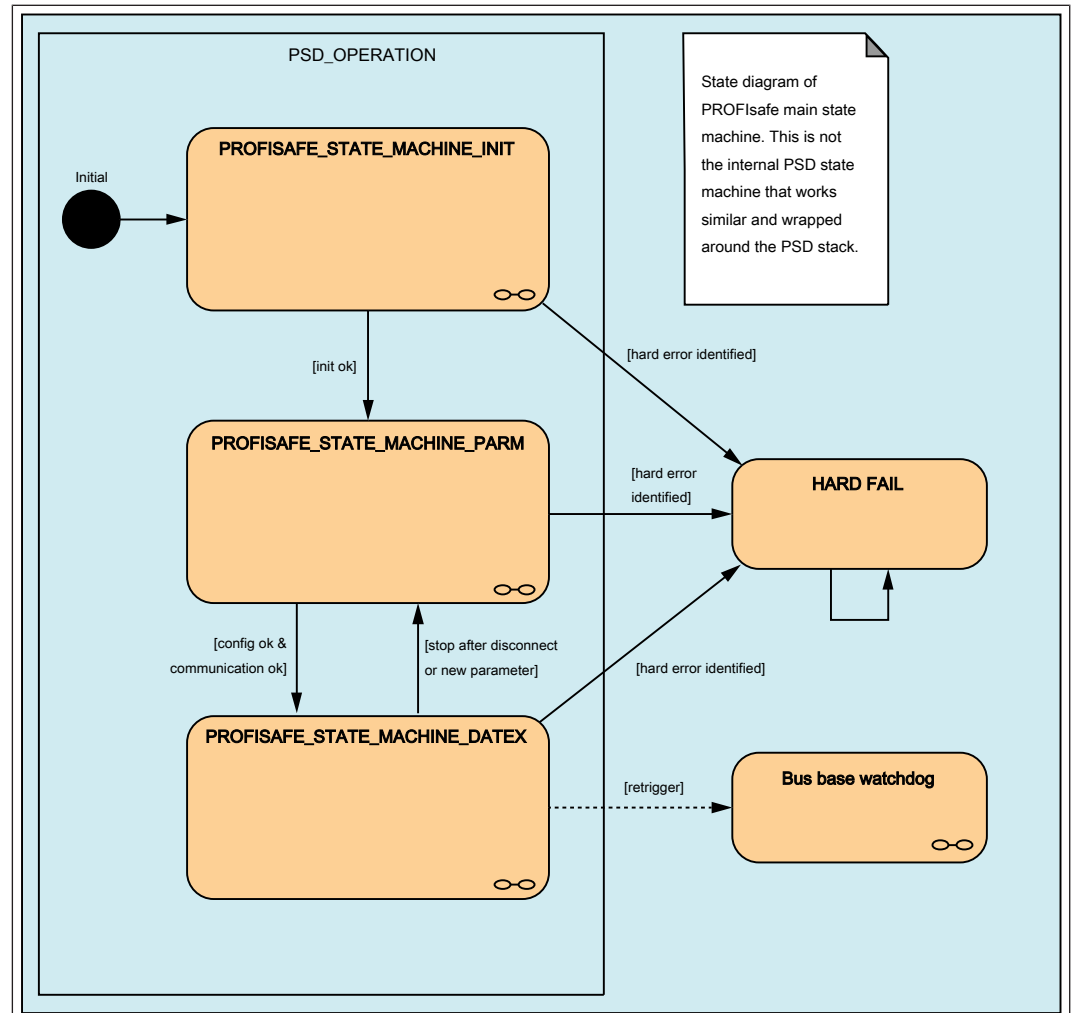 PSD_OPERATION
State diagram of
PROFIsafe main state
machine. This is not
the internal PSD state
machine that works
similar and wrapped
around the PSD stack.
PROFISAFE_STATE_MACHINE_INIT
Initial
[hard error identified]
[init ok]
PROFISAFE_STATE_MACHINE_PARM
[hard error
identified]
HARD FAIL
[config ok &
communication ok]
[stop after disconnect
or new parameter]
[hard error identified]
PROFISAFE_STATE_MACHINE_DATEX
[retrigger]
Bus base watchdog